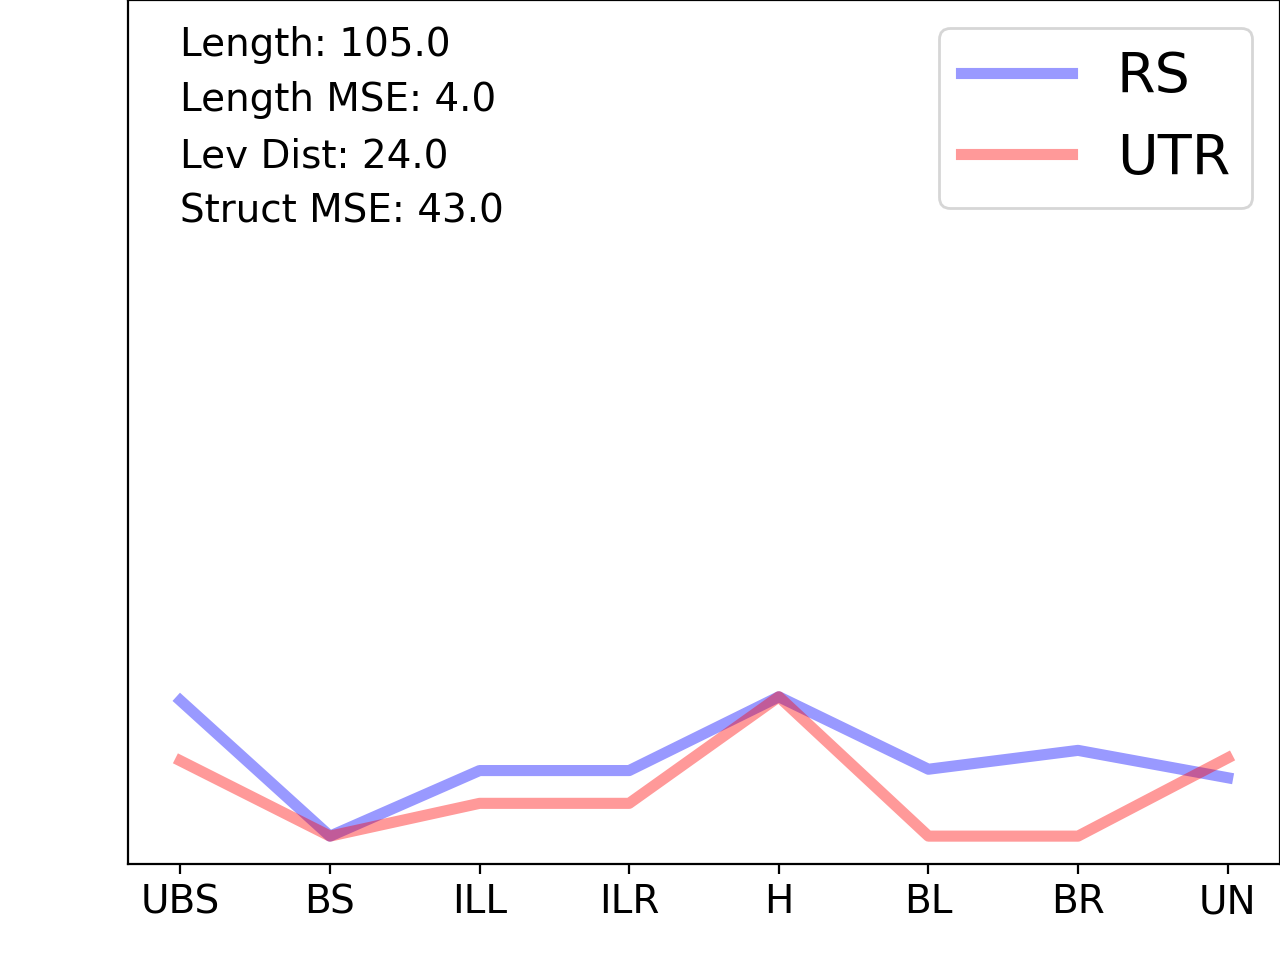 Length: 105.0
Length MSE: 4.0
Lev Dist: 24.0
Struct MSE: 43.0
RS
UTR
UBS BS ILL ILR H BL BR UN